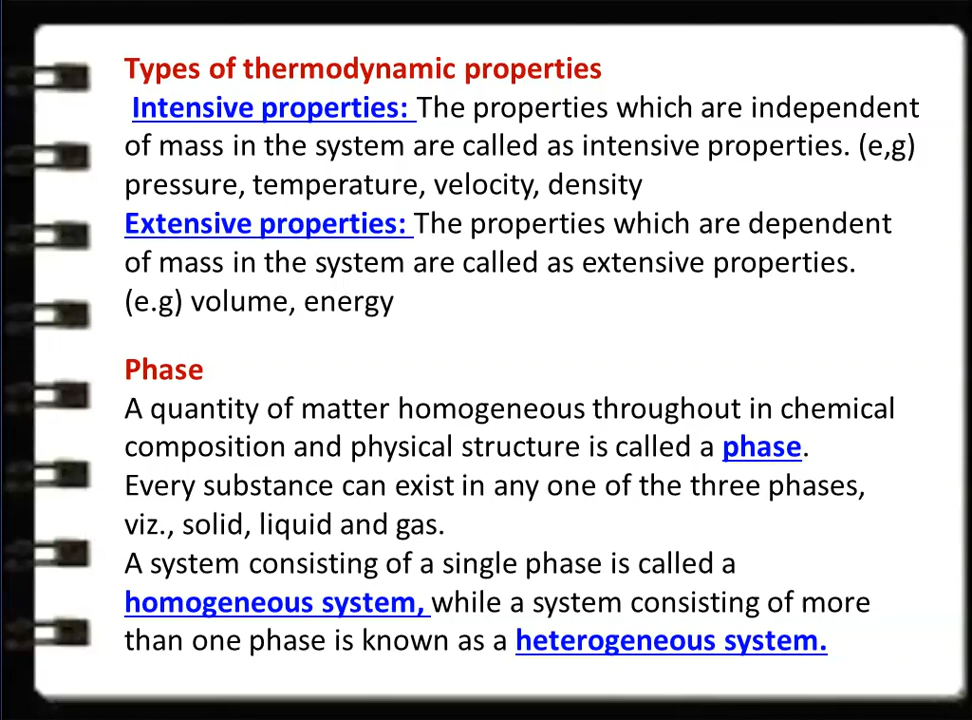 Types of thermodynamic properties
Intensive properties: The properties which are independent
of mass in the system are called as intensive properties. (e,g)
pressure, temperature, velocity, density
Extensive properties: The properties which are dependent
of mass in the system are called as extensive properties.
(e.g) volume, energy
Phase
A quantity of matter homogeneous throughout in chemical
composition and physical structure is called a phase.
Every substance can exist in any one of the three phases,
viz., solid, liquid and gas.
A system consisting of a single phase is called a
homogeneous system, while a system consisting of more
than one phase is known as a heterogeneous system.